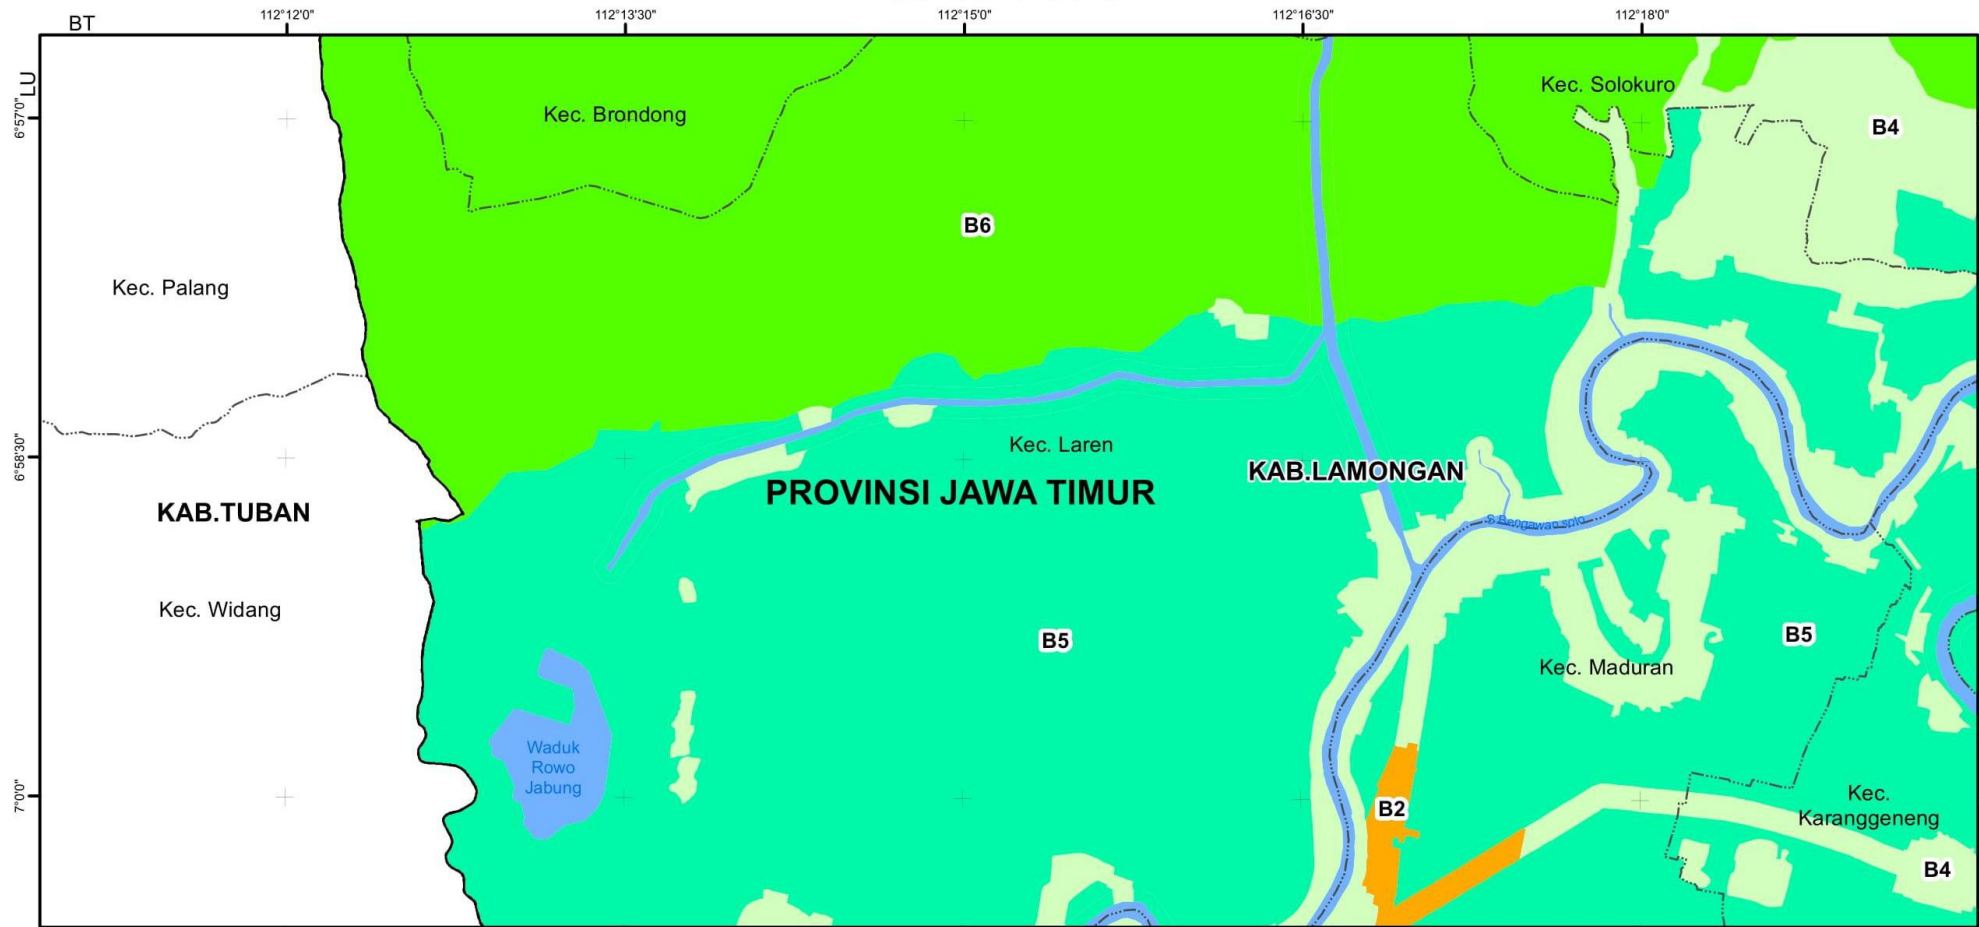 BT
112°12'0"
112°13'30"
112°15'0"
112°16'30"
112°18'0"
LU
6°57'0"
Kec. Solokuro
Kec. Brondong
B4
B6
Kec. Palang
Kec. Laren
6°58'30"
KAB.LAMONGAN
PROVINSI JAWA TIMUR
KAB.TUBAN
S.Bengawan solo
Kec. Widang
B5
B5
Kec. Maduran
Waduk
Rowo
Jabung
7°0'0"
B2
Kec.
Karanggeneng
B4